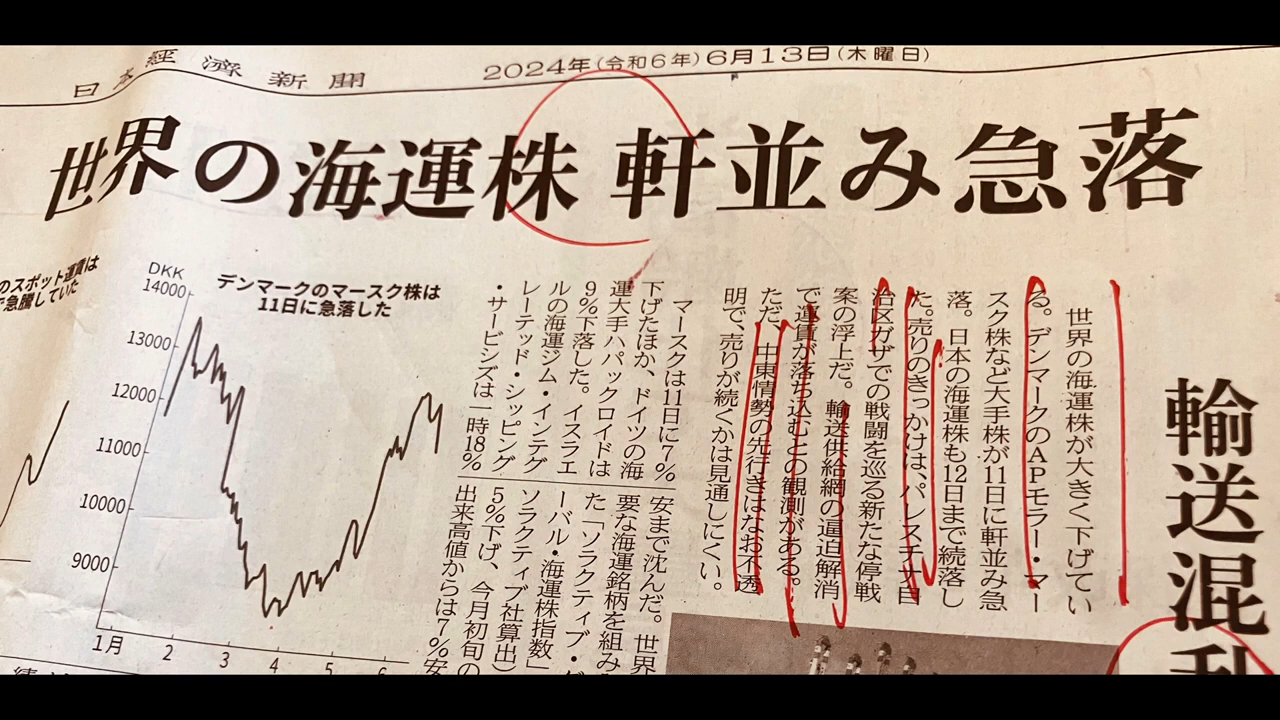 日本経済新聞
2024年(令和6年)6月13日(木曜日)
世界の海運株 軒並み急落
輸送混乱
世界の海運株が大きく下げてい
る。デンマークのAPモラー・マー
スク株など大手株が11日に軒並み急
落。日本の海運株も12日まで続落し
た。売りのきっかけは、パレスチナ自
治区ガザでの戦闘を巡る新たな停戦
案の浮上だ。輸送供給網の逼迫解消
で運賃が落ち込むとの観測がある。
ただ、中東情勢の先行きはなお不透
明で、売りが続くかは見通しにくい。
マースクは11日に7%
下げたほか、ドイツの海
運大手ハパックロイドは
9%下落した。イスラエ
ルの海運ジム・インテグ
レーテッド・シッピング
・サービシズは一時18%
安まで沈んだ。世界
要な海運銘柄を組み
た「ソラクティブ・グ
ーバル・海運株指数」
ソラクティブ社算出)
5%下げ、今月初旬の
出来高値からは7%安
デンマークのマースク株は
11日に急落した
DKK
14000
13000
12000
11000
10000
9000
1月
2
3
4
5
6
のスポット運賃は
で急騰していた